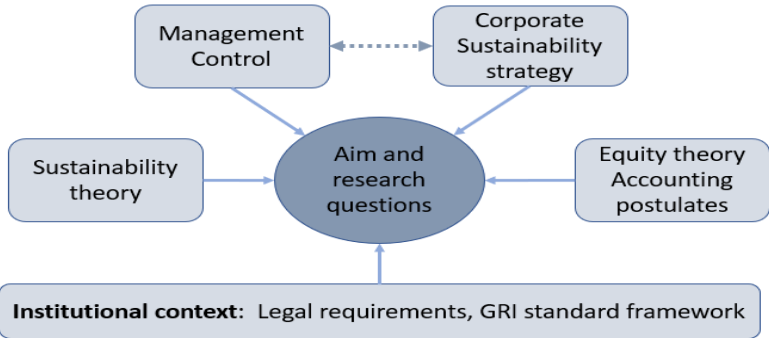 Management
Control
Corporate
Sustainability
strategy
Sustainability
theory
Aim and
research
questions
Equity theory
Accounting
postulates
Institutional context:  Legal requirements, GRI standard framework